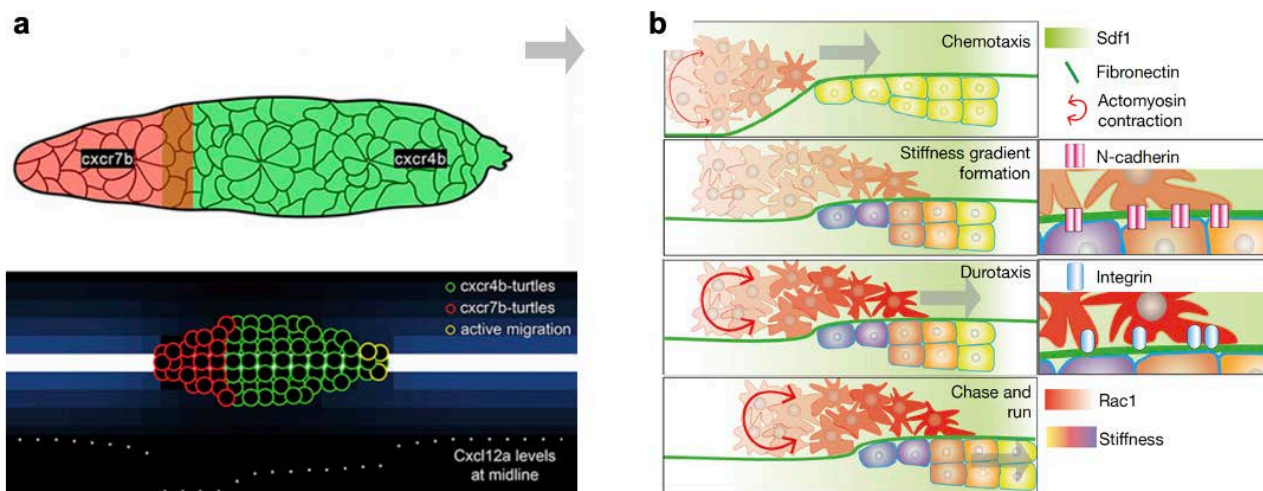 a
cxcr7b
cxcr4b
cxcr4b-turtles
cxcr7b-turtles
active migration
Cxcl12a levels
at midline
b
Chemotaxis
Sdf1
Fibronectin
Actomyosin
contraction
Stiffness gradient
formation
N-cadherin
Durotaxis
Integrin
Chase and
run
Rac1
Stiffness